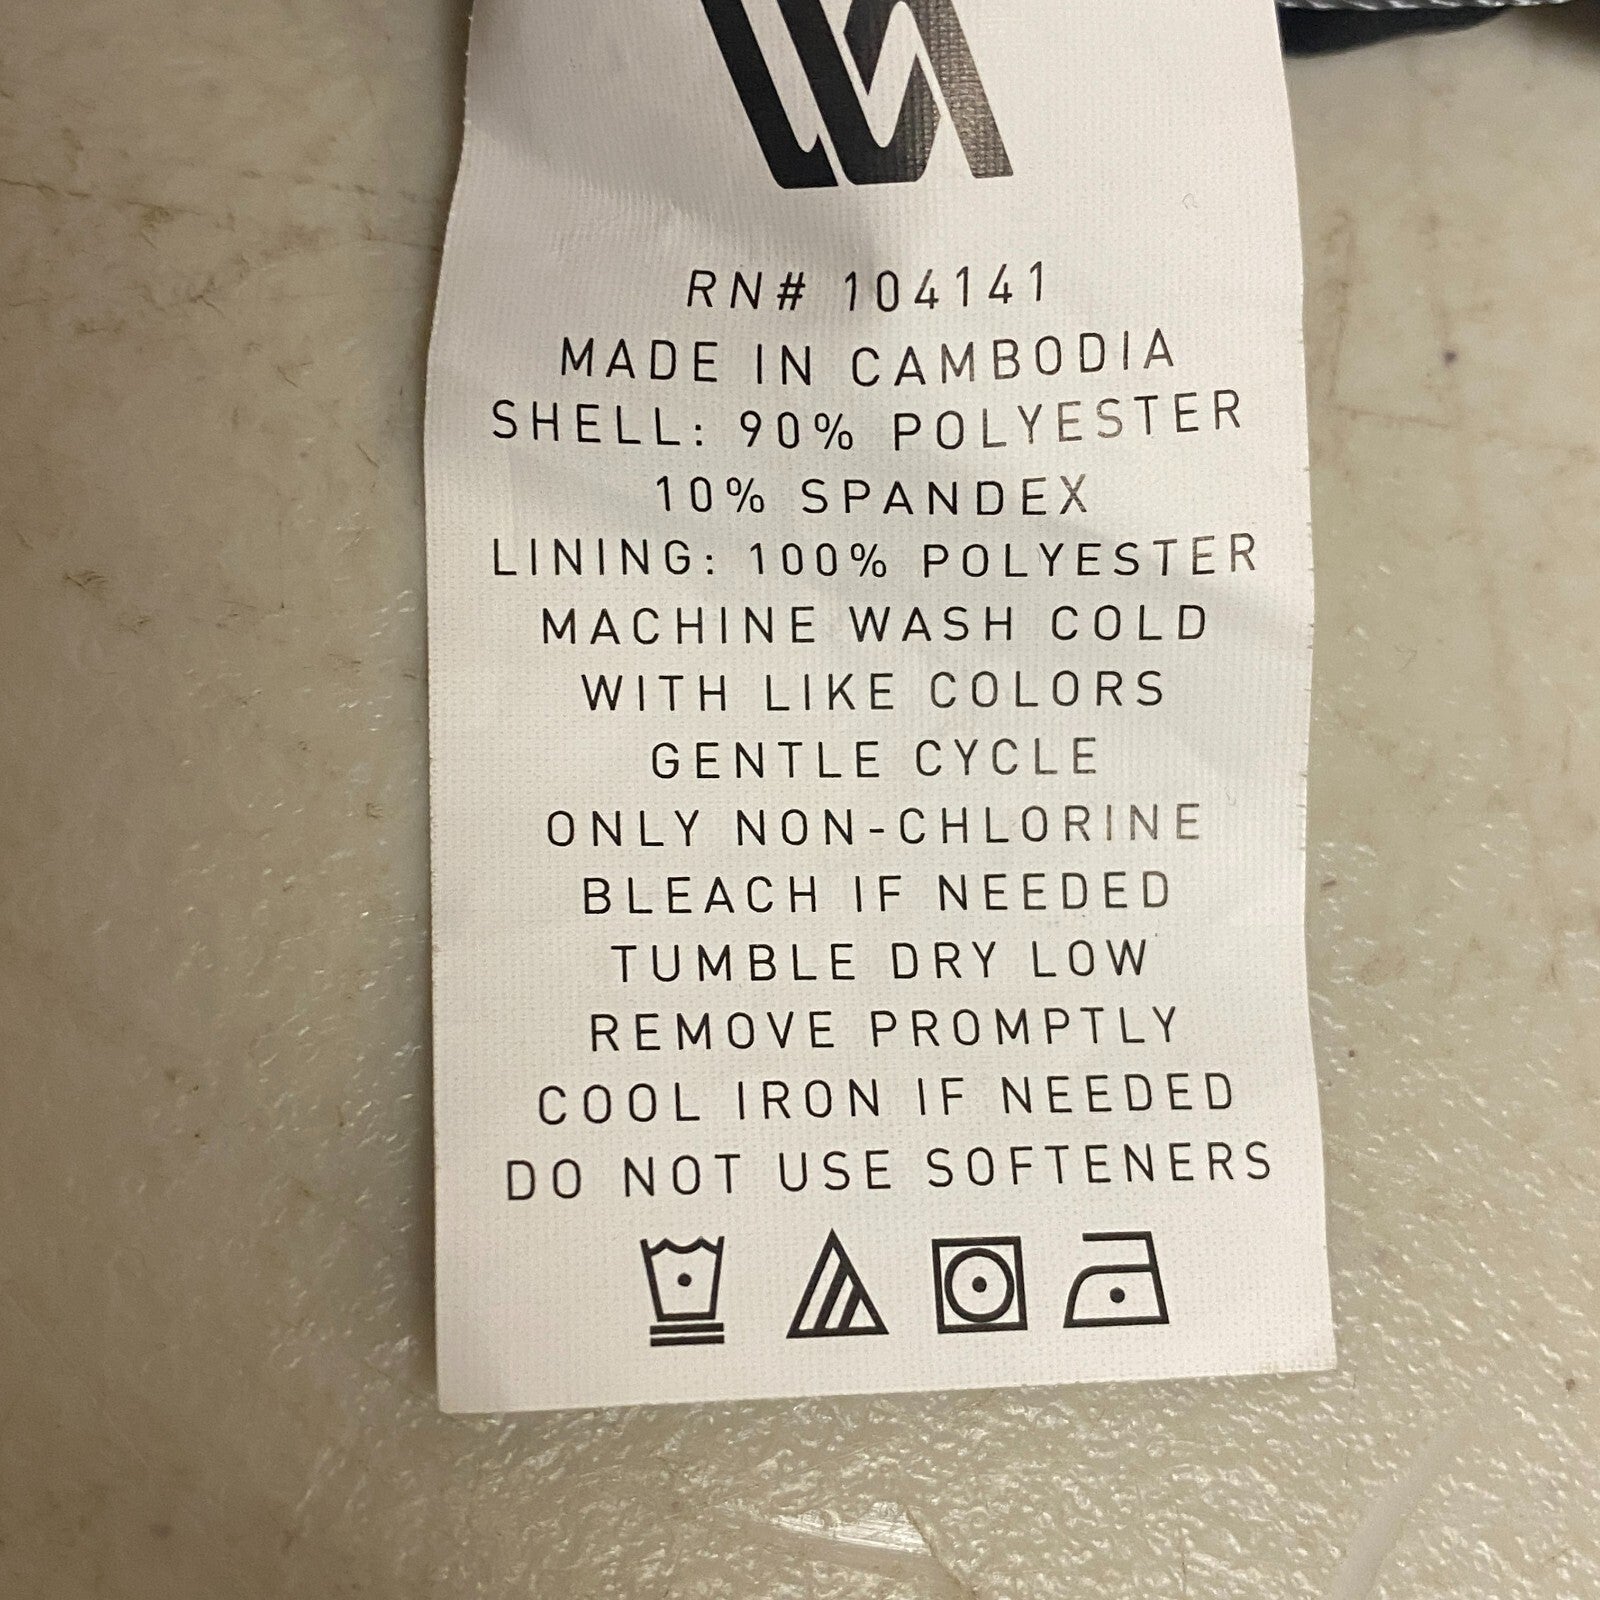 RN# 104141
MADE IN CAMBODIA
SHELL: 90% POLYESTER
10% SPANDEX
LINING: 100% POLYESTER
MACHINE WASH COLD
WITH LIKE COLORS
GENTLE CYCLE
ONLY NON-CHLORINE
BLEACH IF NEEDED
TUMBLE DRY LOW
REMOVE PROMPTLY
COOL IRON IF NEEDED
DO NOT USE SOFTENERS